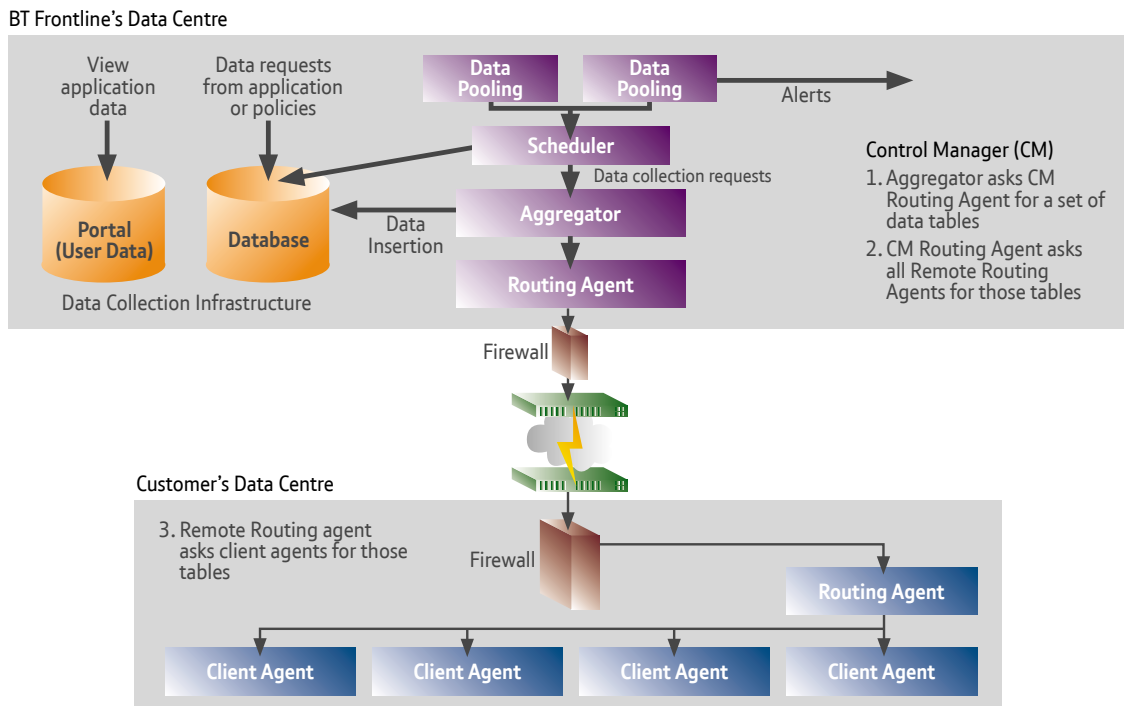 BT Frontline's Data Centre
View
application
data
Data requests
from application
or policies
Data
Pooling
Data
Pooling
Alerts
Scheduler
Data collection requests
Aggregator
Data
Insertion
Routing Agent
Portal
(User Data)
Database
Data Collection Infrastructure
Control Manager (CM)
1. Aggregator asks CM
Routing Agent for a set of
data tables
2. CM Routing Agent asks
all Remote Routing
Agents for those tables
Firewall
Customer's Data Centre
3. Remote Routing agent
asks client agents for those
tables
Firewall
Routing Agent
Client Agent
Client Agent
Client Agent
Client Agent